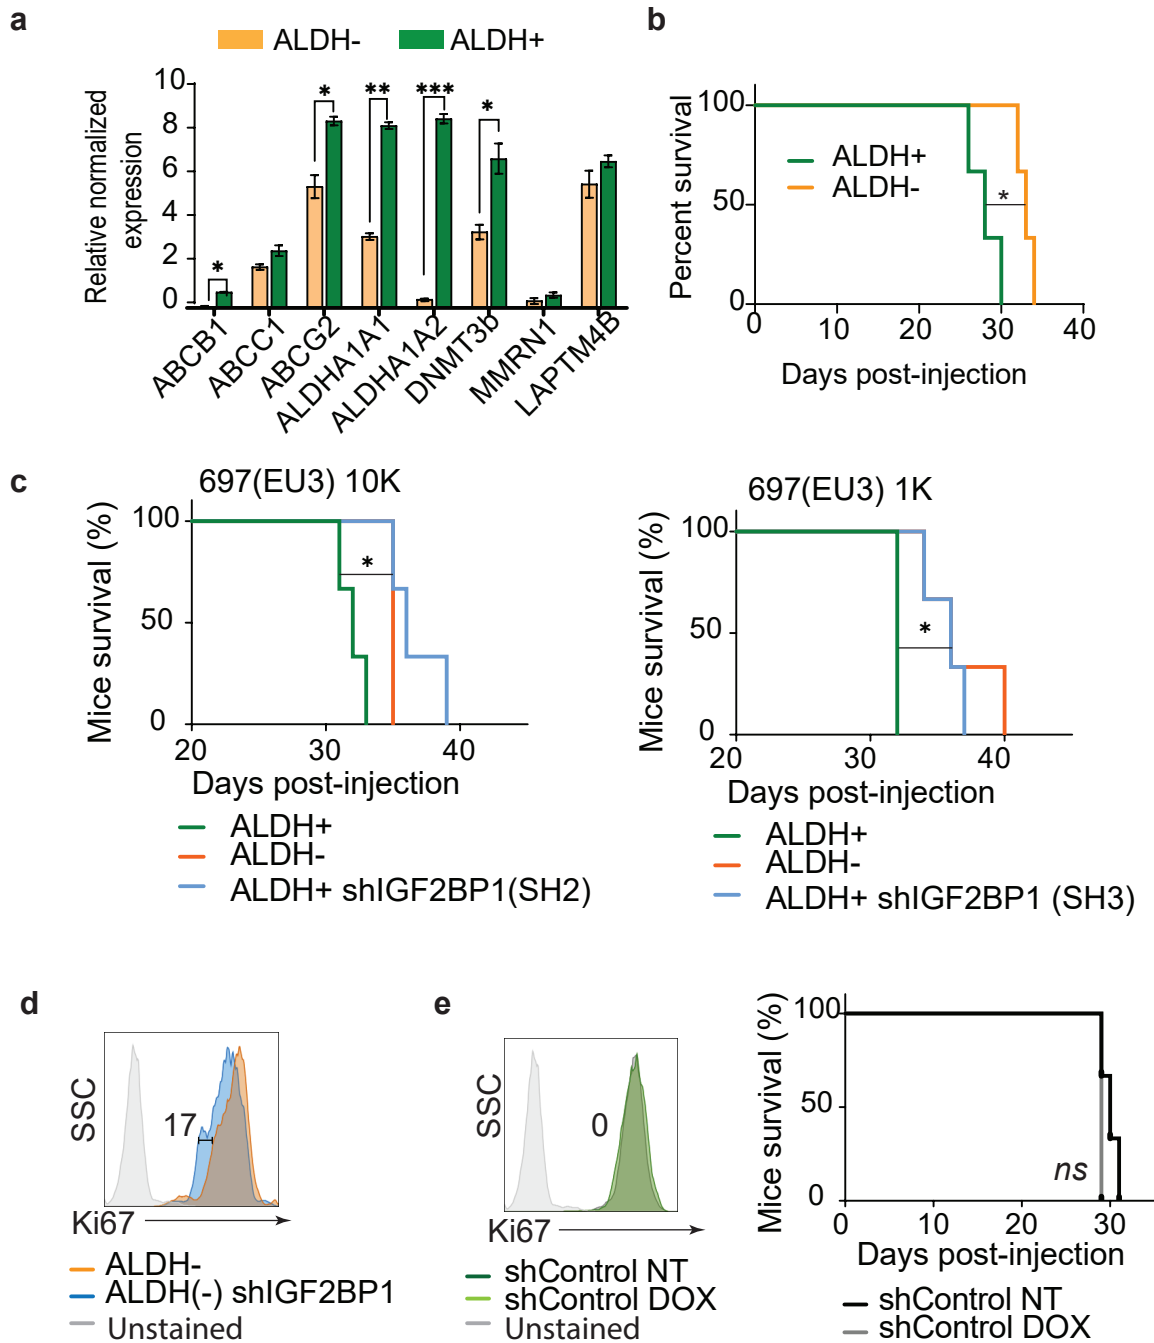 a
ALDH-
ALDH+
Relative normalized
expression
10
8
6
4
2
0
*
*
**
***
*
ABCB1
ABCC1
ABCG2
ALDHA1A1
ALDHA1A2
DNMT3b
MMRN1
LAPTM4B
b
Percent survival
100
50
0
ALDH+
ALDH-
*
0
10
20
30
40
Days post-injection
c
697(EU3) 10K
Mice survival (%)
100
50
0
*
20
30
40
Days post-injection
ALDH+
ALDH-
ALDH+ shIGF2BP1(SH2)
697(EU3) 1K
Mice survival (%)
100
50
0
*
20
30
40
Days post-injection
ALDH+
ALDH-
ALDH+ shIGF2BP1 (SH3)
d
SSC
17
Ki67
ALDH-
ALDH(-) shIGF2BP1
Unstained
e
SSC
0
Ki67
shControl NT
shControl DOX
Unstained
Mice survival (%)
100
50
0
ns
0
10
20
30
Days post-injection
shControl NT
shControl DOX